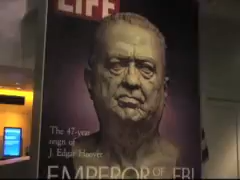 LIFE
The 47-year
reign of
J. Edgar Hoover
EMPEROR OF THE FBI